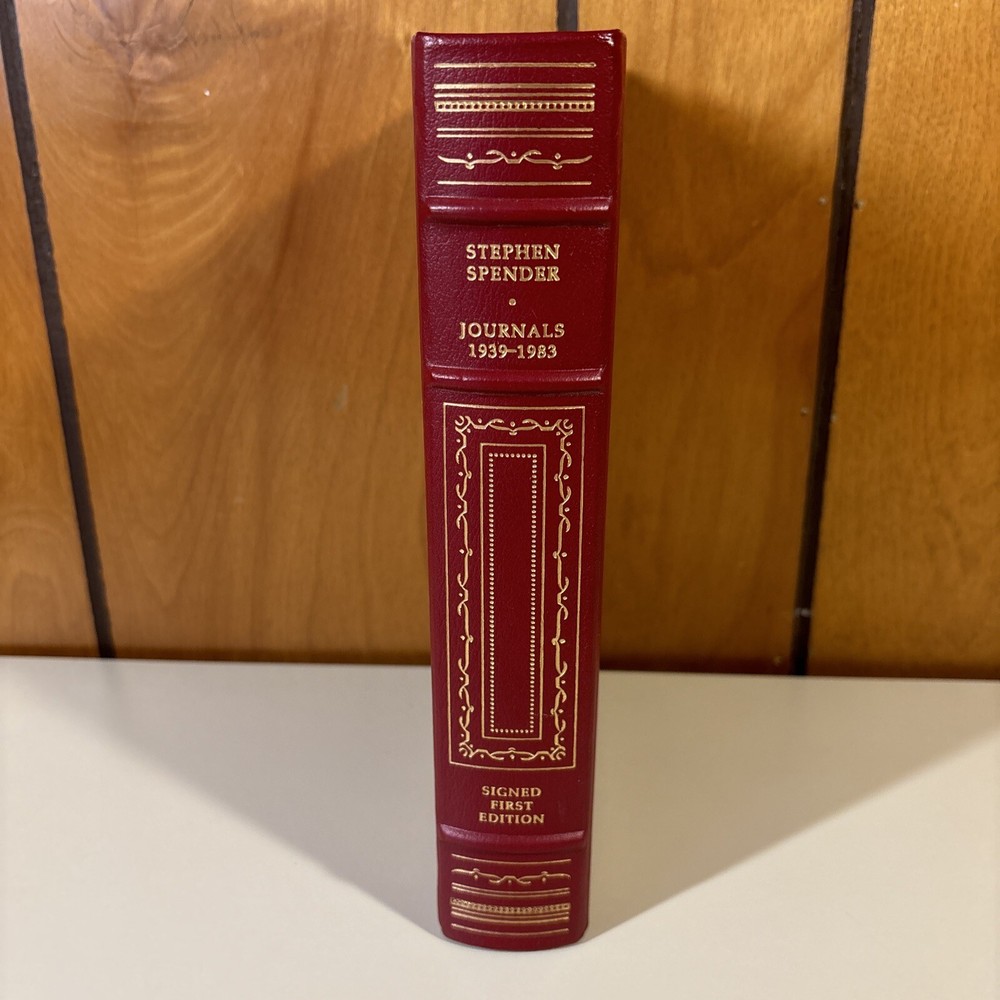 STEPHEN
SPENDER
JOURNALS
1939–1983
SIGNED
FIRST
EDITION